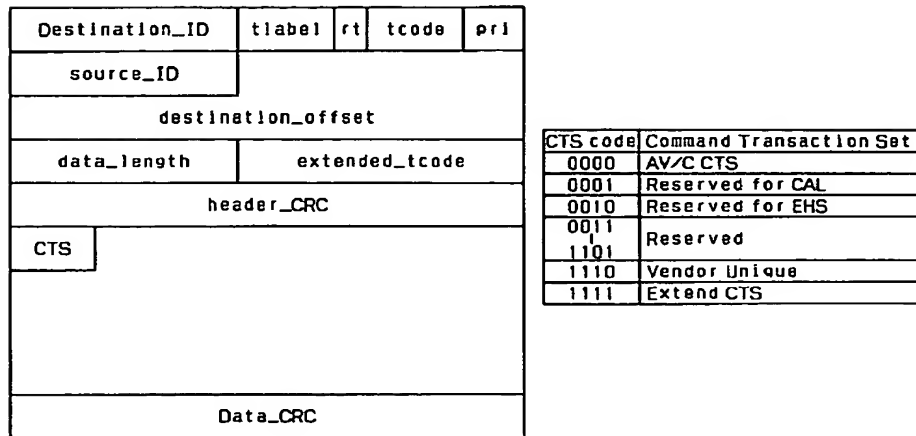 Destination_ID tlabel rt tcode pri
source_ID
destination_offset
data_length extended_tcode
header_CRC
CTS
Data_CRC
CTS code Command Transaction Set
0000 AV/C CTS
0001 Reserved for CAL
0010 Reserved for EHS
0011
1101
Reserved
1110 Vendor Unique
1111 Extend CTS